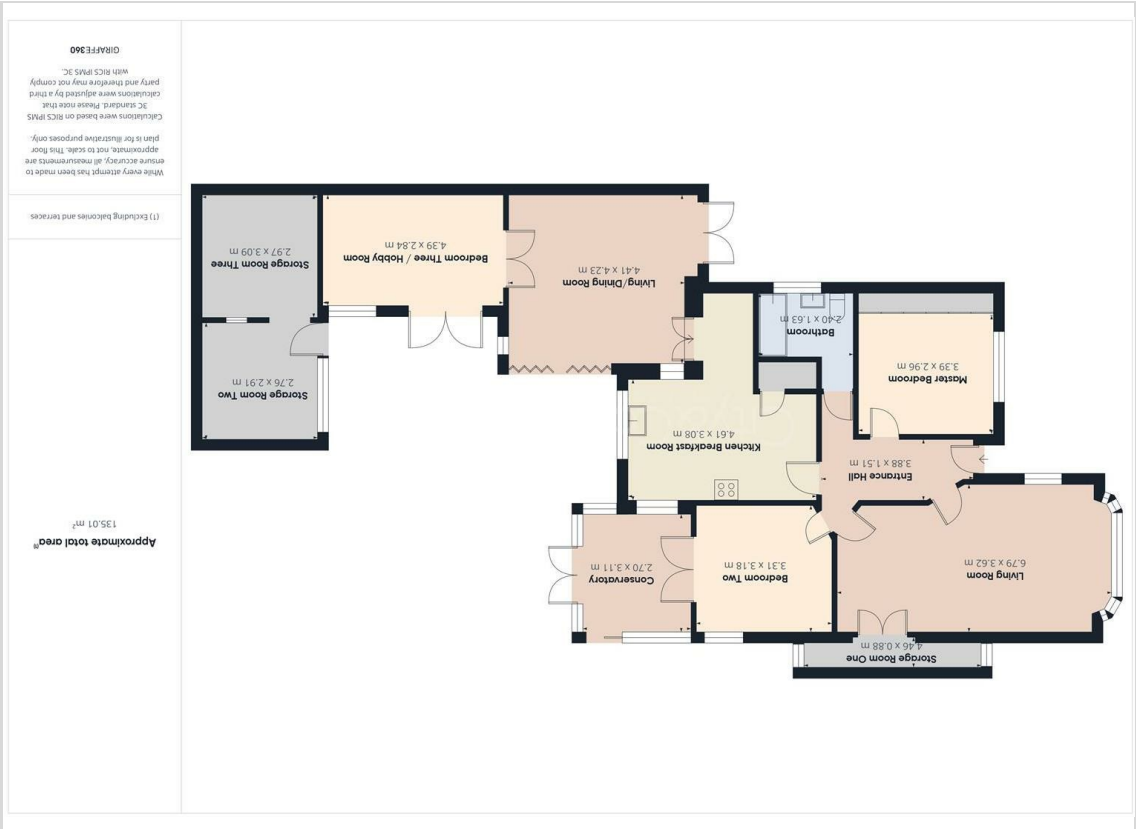 Storage Room One
4.46 x 0.88 m
Living Room
6.79 x 3.62 m
Bedroom Two
3.31 x 3.18 m
Conservatory
2.70 x 3.11 m
Entrance Hall
3.88 x 1.51 m
Kitchen Breakfast Room
4.61 x 3.08 m
Master Bedroom
3.39 x 2.96 m
Bathroom
2.40 x 1.63 m
Living/Dining Room
4.41 x 4.23 m
Bedroom Three / Hobby Room
4.39 x 2.84 m
Storage Room Two
2.76 x 2.91 m
Storage Room Three
2.97 x 3.09 m
Approximate total area⁽¹⁾
135.01 m²
(1) Excluding balconies and terraces
While every attempt has been made to
ensure accuracy, all measurements are
approximate, not to scale. This floor
plan is for illustrative purposes only.
Calculations were based on RICS IPMS
3C standard. Please note that
calculations were adjusted by a third
party and therefore may not comply
with RICS IPMS 3C.
GIRAFFE360